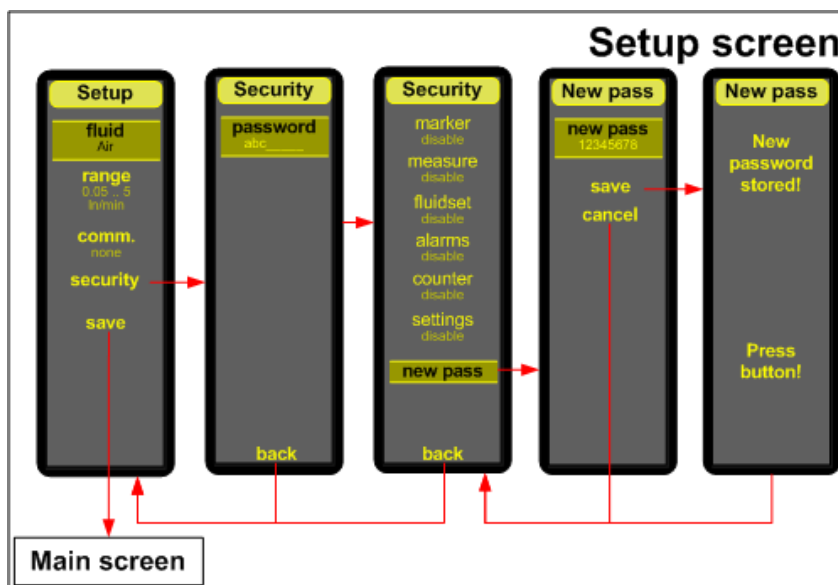 Setup screen
Setup
fluid
Air
range
0.05 .. 5
ln/min
comm.
none
security
save
Security
password
abc_____
back
Security
marker
disable
measure
disable
fluidset
disable
alarms
disable
counter
disable
settings
disable
new pass
back
New pass
new pass
12345678
save
cancel
New pass
New
password
stored!
Press
button!
Main screen